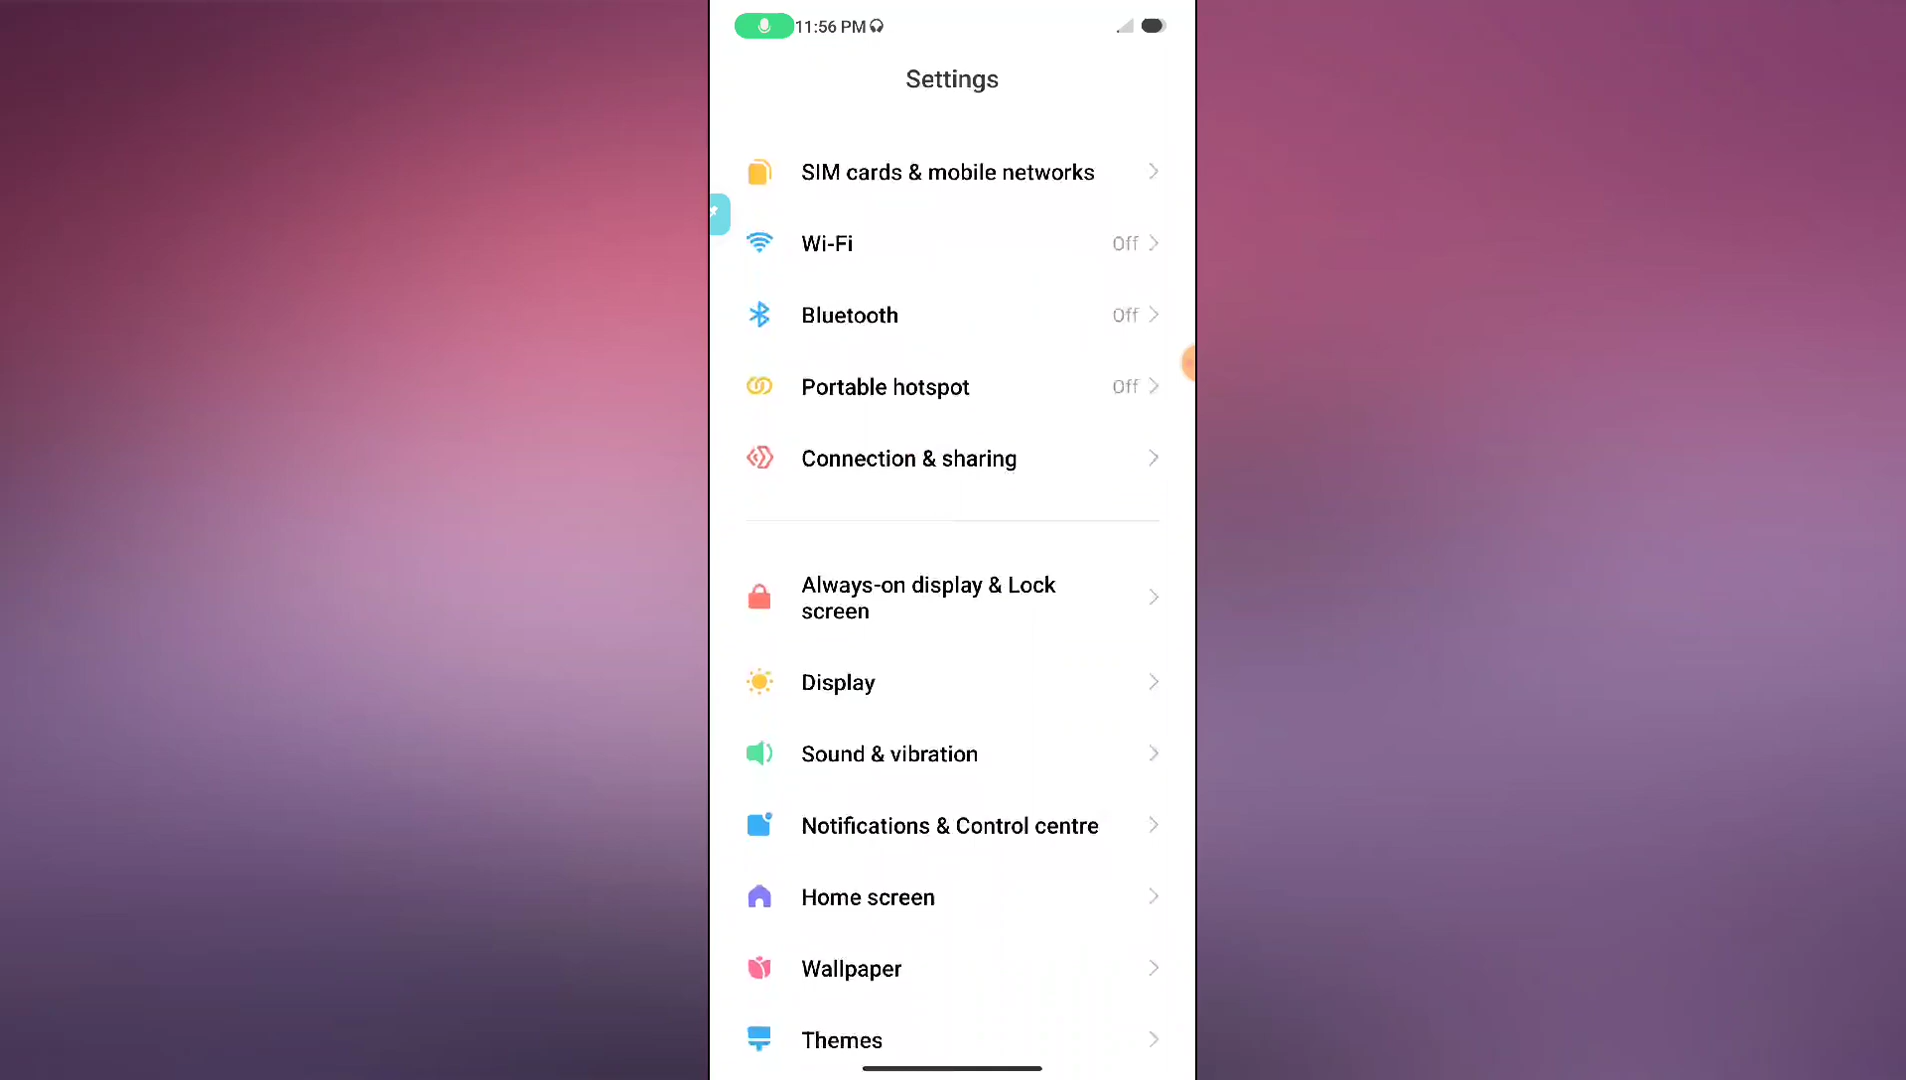 11:56 PM
Settings
SIM cards & mobile networks
Wi-Fi Off
Bluetooth Off
Portable hotspot Off
Connection & sharing
Always-on display & Lock
screen
Display
Sound & vibration
Notifications & Control centre
Home screen
Wallpaper
Themes